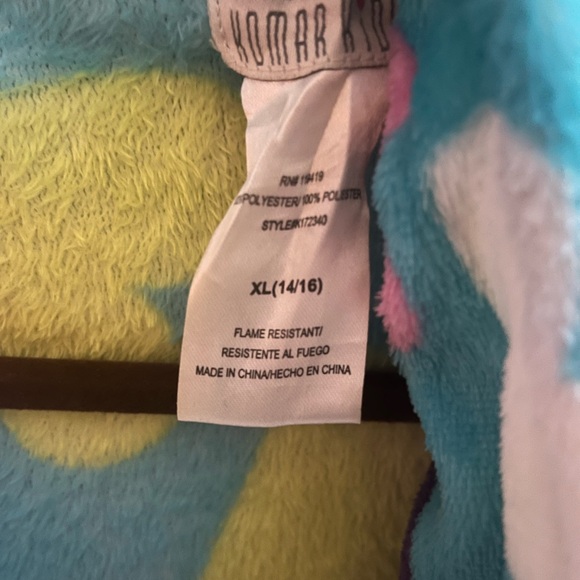 KOMAR KID
RN# 19419
POLYESTER/ 100% POLIESTER
STYLE#K172340
XL(14/16)
FLAME RESISTANT/
RESISTENTE AL FUEGO
MADE IN CHINA/HECHO EN CHINA